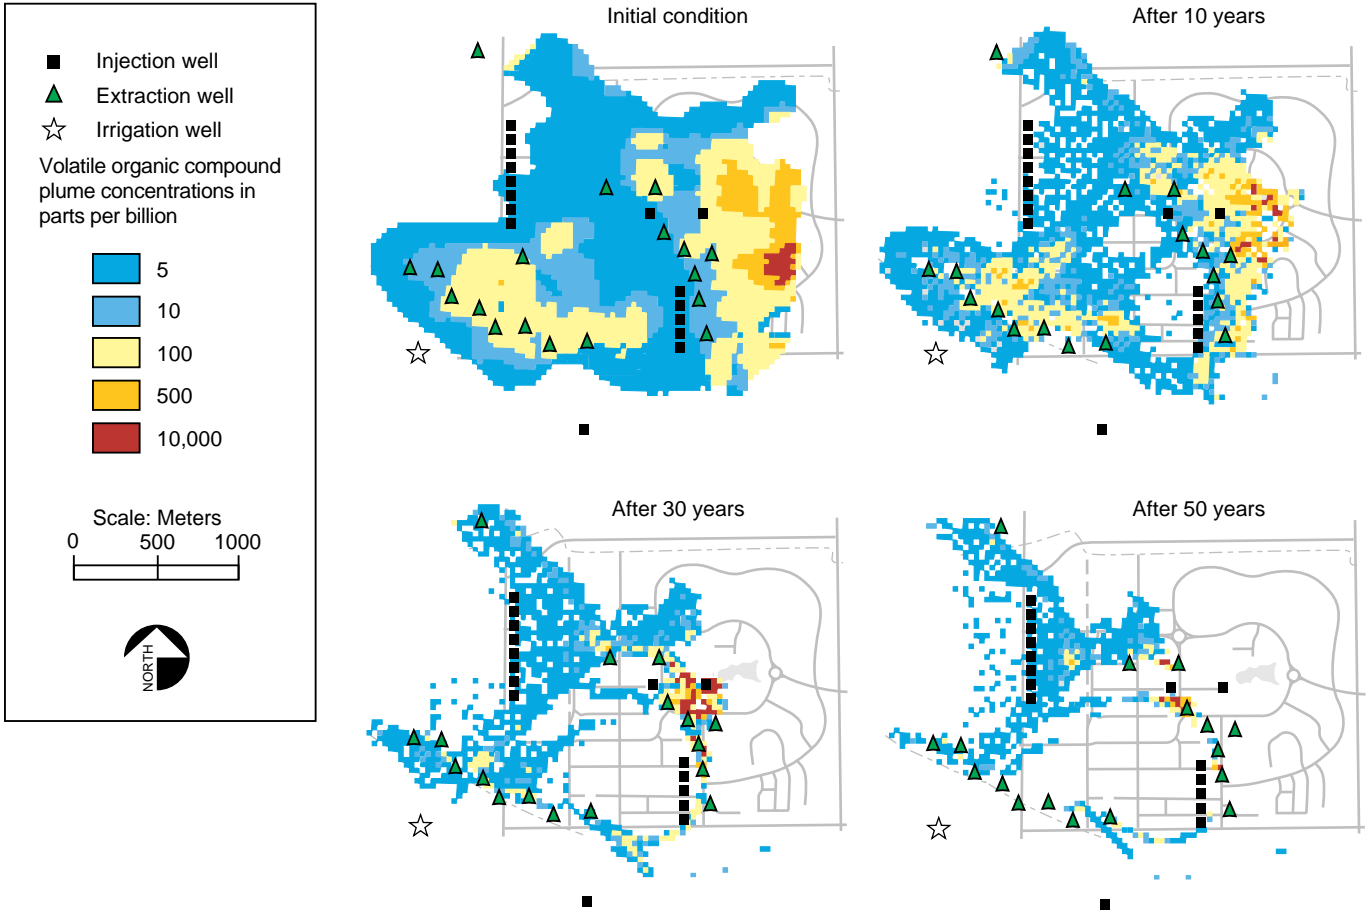 Injection well
Extraction well
Irrigation well
Volatile organic compound
plume concentrations in
parts per billion
5
10
100
500
10,000
Scale: Meters
0 500 1000
NORTH
Initial condition
After 10 years
After 30 years
After 50 years